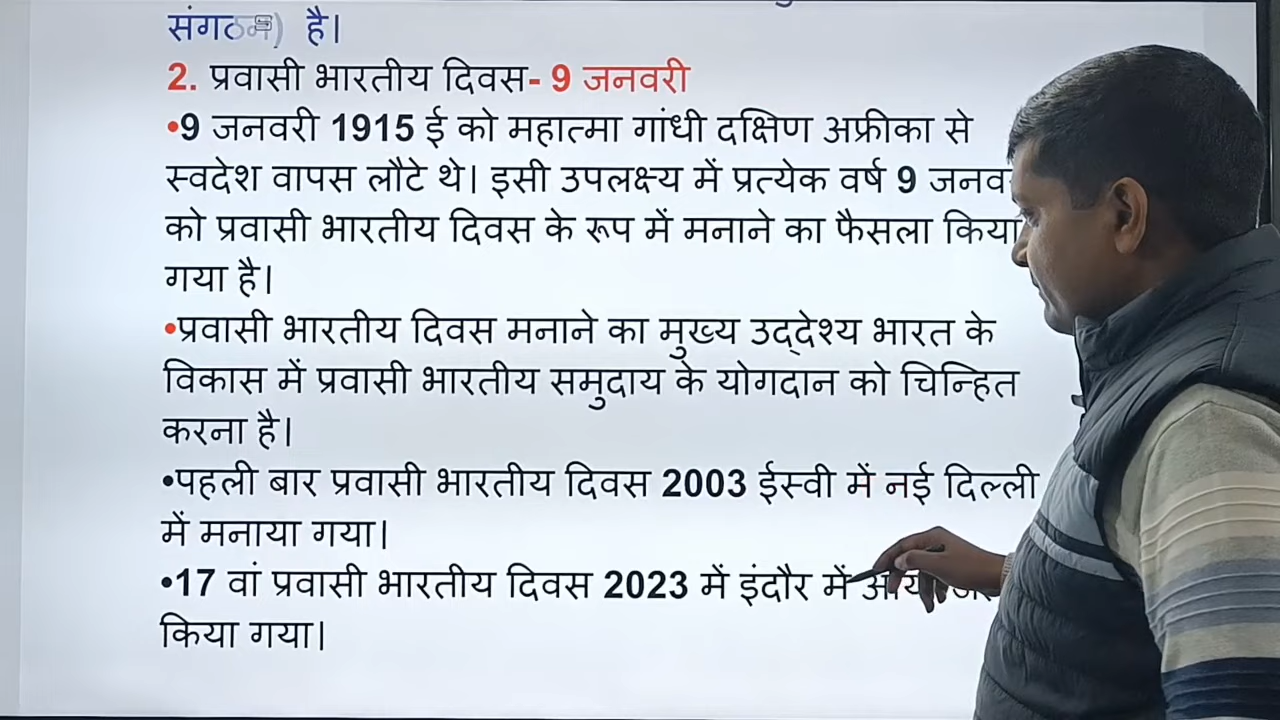 संगठन) है।
2. प्रवासी भारतीय दिवस- 9 जनवरी
•9 जनवरी 1915 ई को महात्मा गांधी दक्षिण अफ्रीका से
स्वदेश वापस लौटे थे। इसी उपलक्ष्य में प्रत्येक वर्ष 9
को प्रवासी भारतीय दिवस के रूप में मनाने का फैसला किया
गया है।
•प्रवासी भारतीय दिवस मनाने का मुख्य उद्देश्य भारत के
विकास में प्रवासी भारतीय समुदाय के योगदान को चिन्हित
करना है।
•पहली बार प्रवासी भारतीय दिवस 2003 ईस्वी में नई दिल्ली
में मनाया गया।
•17 वां प्रवासी भारतीय दिवस 2023 में इंदौर में
किया गया।